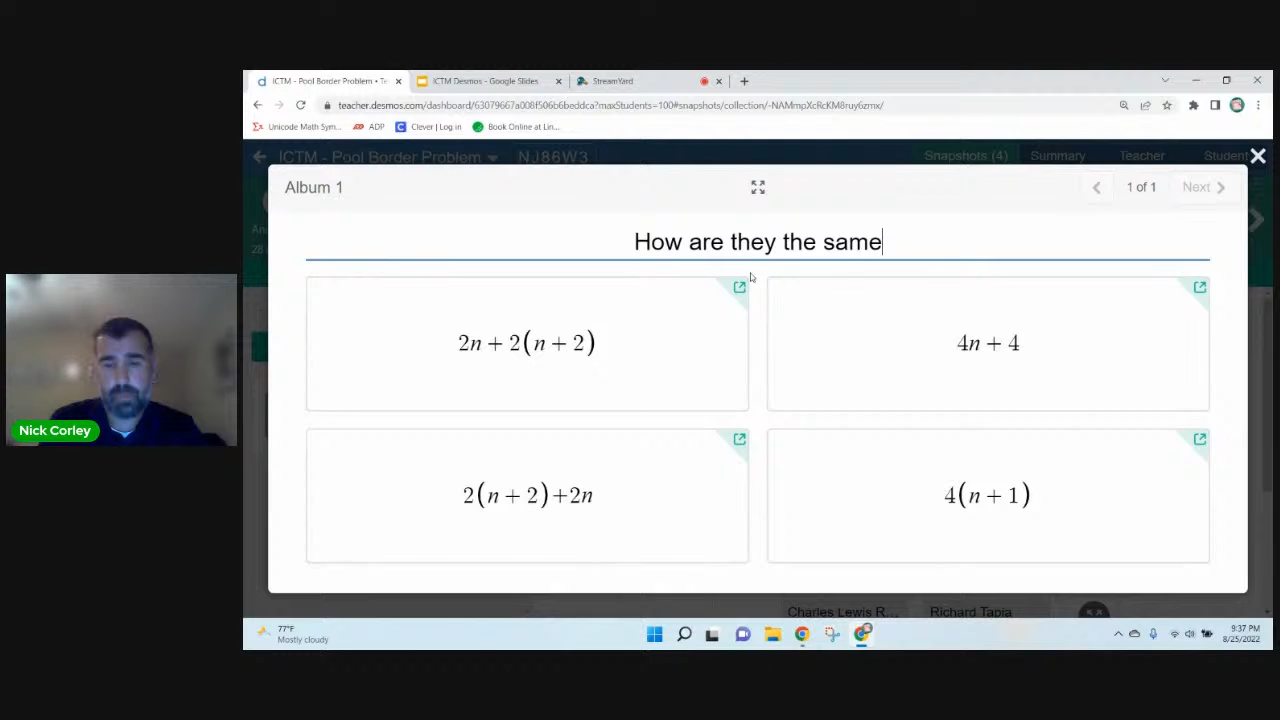 ICTM - Pool Border Problem • Te
ICTM Desmos - Google Slides
StreamYard
teacher.desmos.com/dashboard/63079667a008f506b6beddca?maxStudents=100#snapshots/collection/-NAMmpXcRcKM8ruy6zmx/
Unicode Math Sym...
ADP
Clever | Log in
Book Online at Lin...
ICTM - Pool Border Problem
NJ86W3
Snapshots (4)
Summary
Teacher
Student
Album 1
1 of 1
Next
How are they the same
2n + 2(n + 2)
4n + 4
2(n + 2)+2n
4(n + 1)
Nick Corley
Charles Lewis R...
Richard Tapia
77°F
Mostly cloudy
9:37 PM
8/25/2022